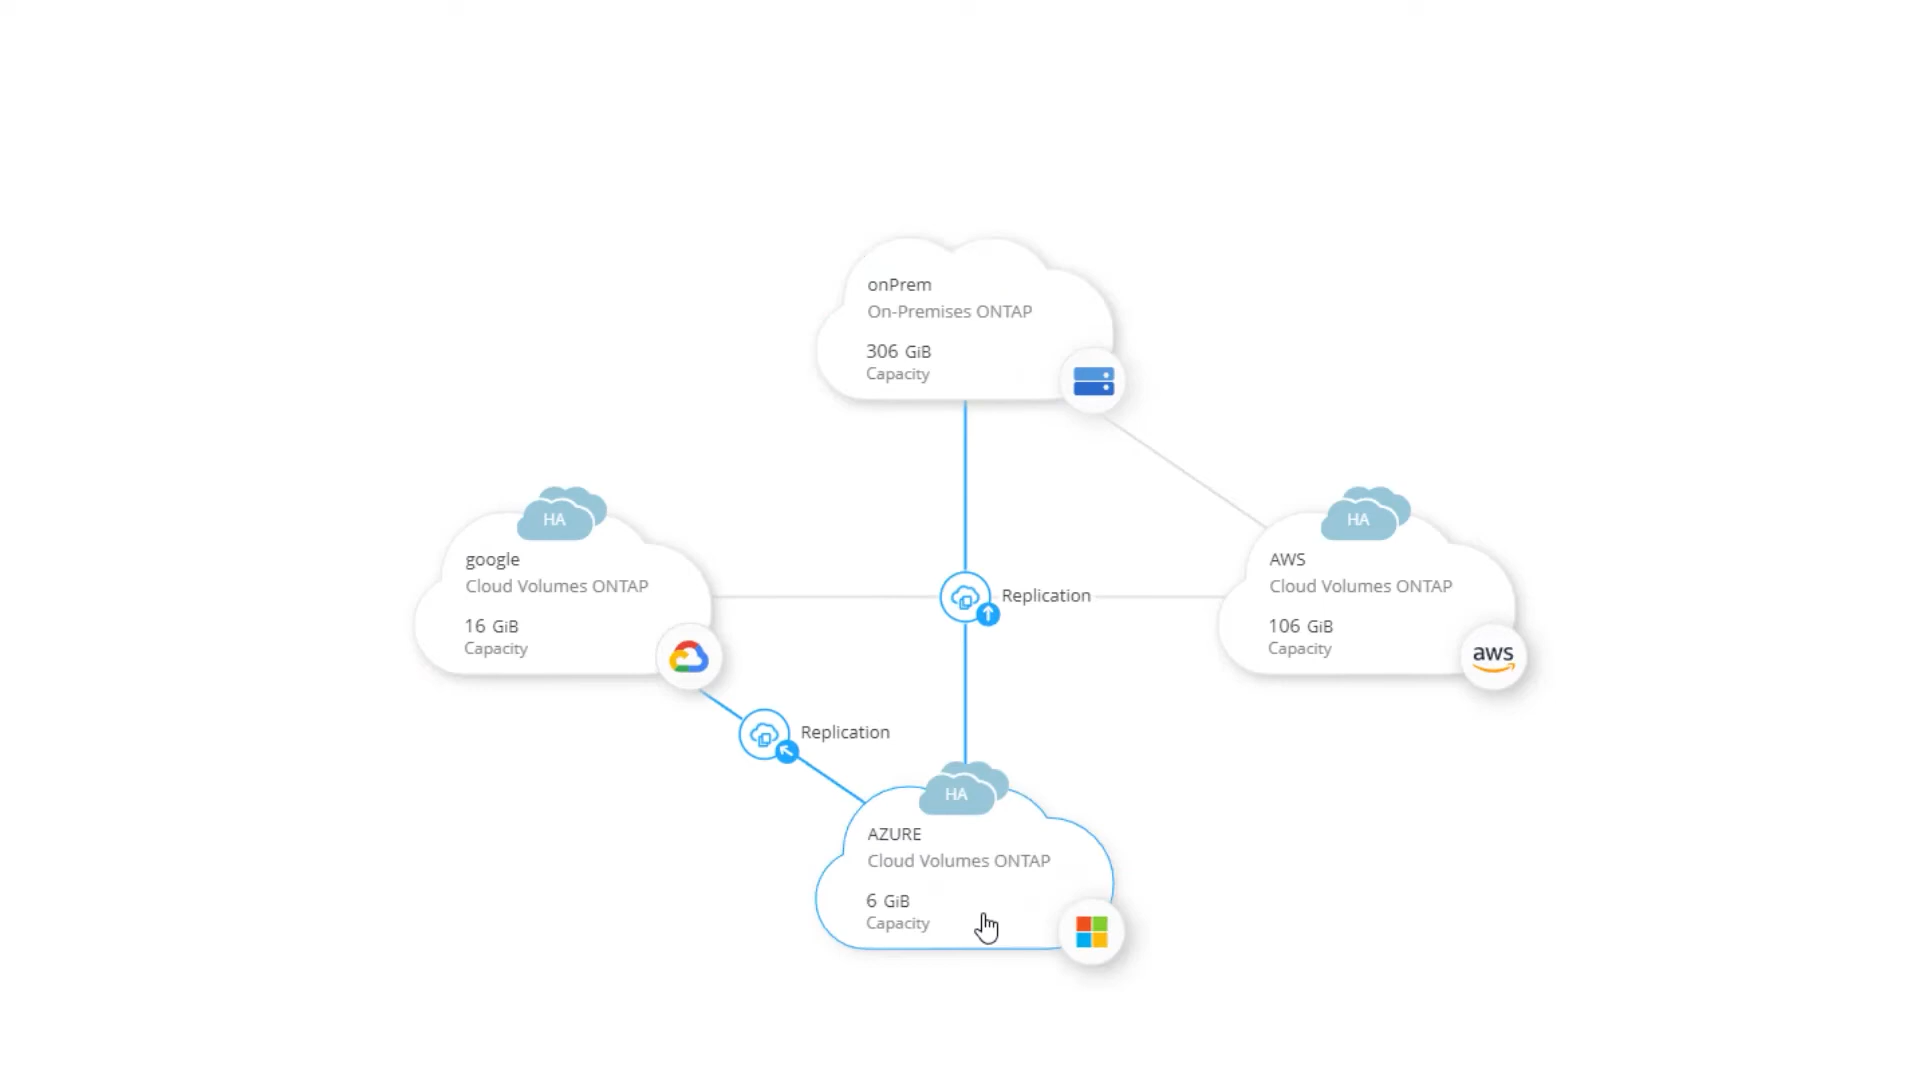 onPrem
On-Premises ONTAP
306 GiB
Capacity
HA
google
Cloud Volumes ONTAP
16 GiB
Capacity
Replication
HA
AWS
Cloud Volumes ONTAP
106 GiB
Capacity
aws
Replication
HA
AZURE
Cloud Volumes ONTAP
6 GiB
Capacity